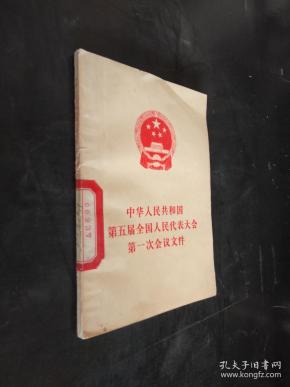 中华人民共和国
第五届全国人民代表大会
第一次会议文件
孔夫子旧书网